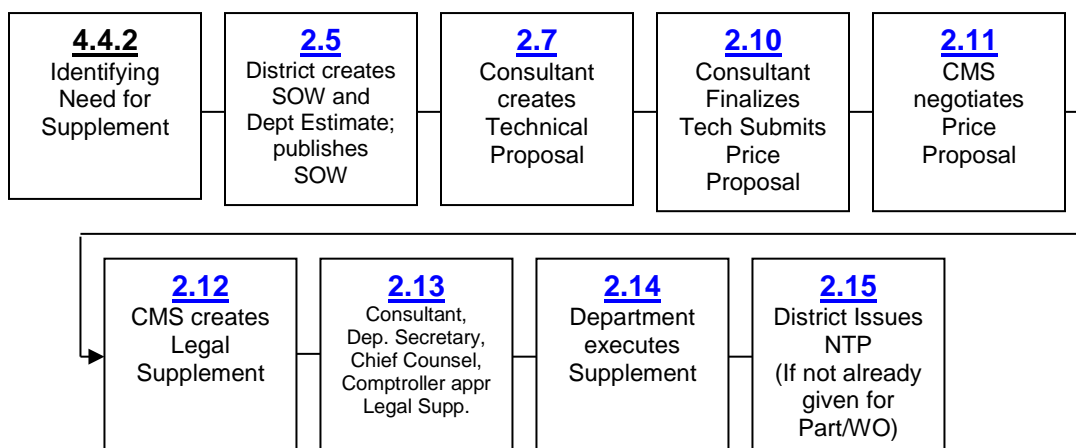 4.4.2
Identifying
Need for
Supplement
2.5
District creates
SOW and
Dept Estimate;
publishes
SOW
2.7
Consultant
creates
Technical
Proposal
2.10
Consultant
Finalizes
Tech Submits
Price
Proposal
2.11
CMS
negotiates
Price
Proposal
2.12
CMS creates
Legal
Supplement
2.13
Consultant,
Dep. Secretary,
Chief Counsel,
Comptroller appr
Legal Supp.
2.14
Department
executes
Supplement
2.15
District Issues
NTP
(If not already
given for
Part/WO)